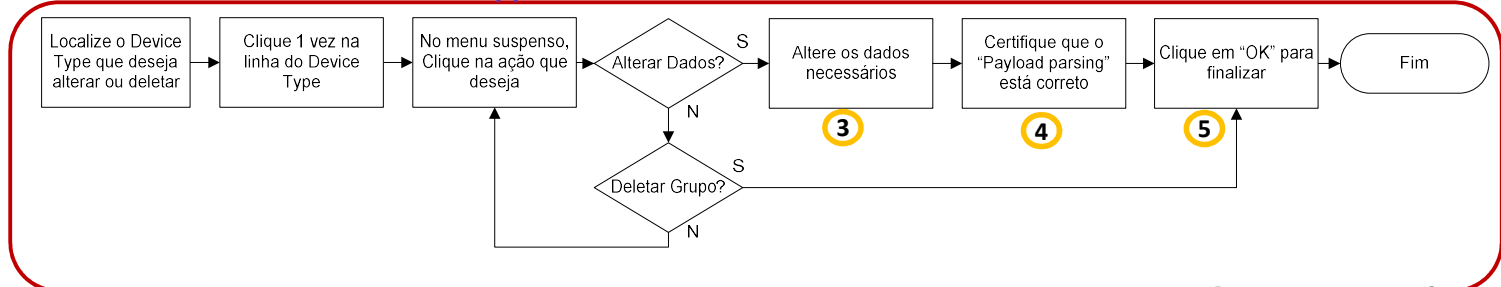 Localize o Device
Type que deseja
alterar ou deletar
Clique 1 vez na
linha do Device
Type
No menu suspenso,
Clique na ação que
deseja
Alterar Dados?
S
N
Altere os dados
necessários
3
Certifique que o
“Payload parsing”
está correto
4
Clique em “OK” para
finalizar
5
Fim
Deletar Grupo?
S
N